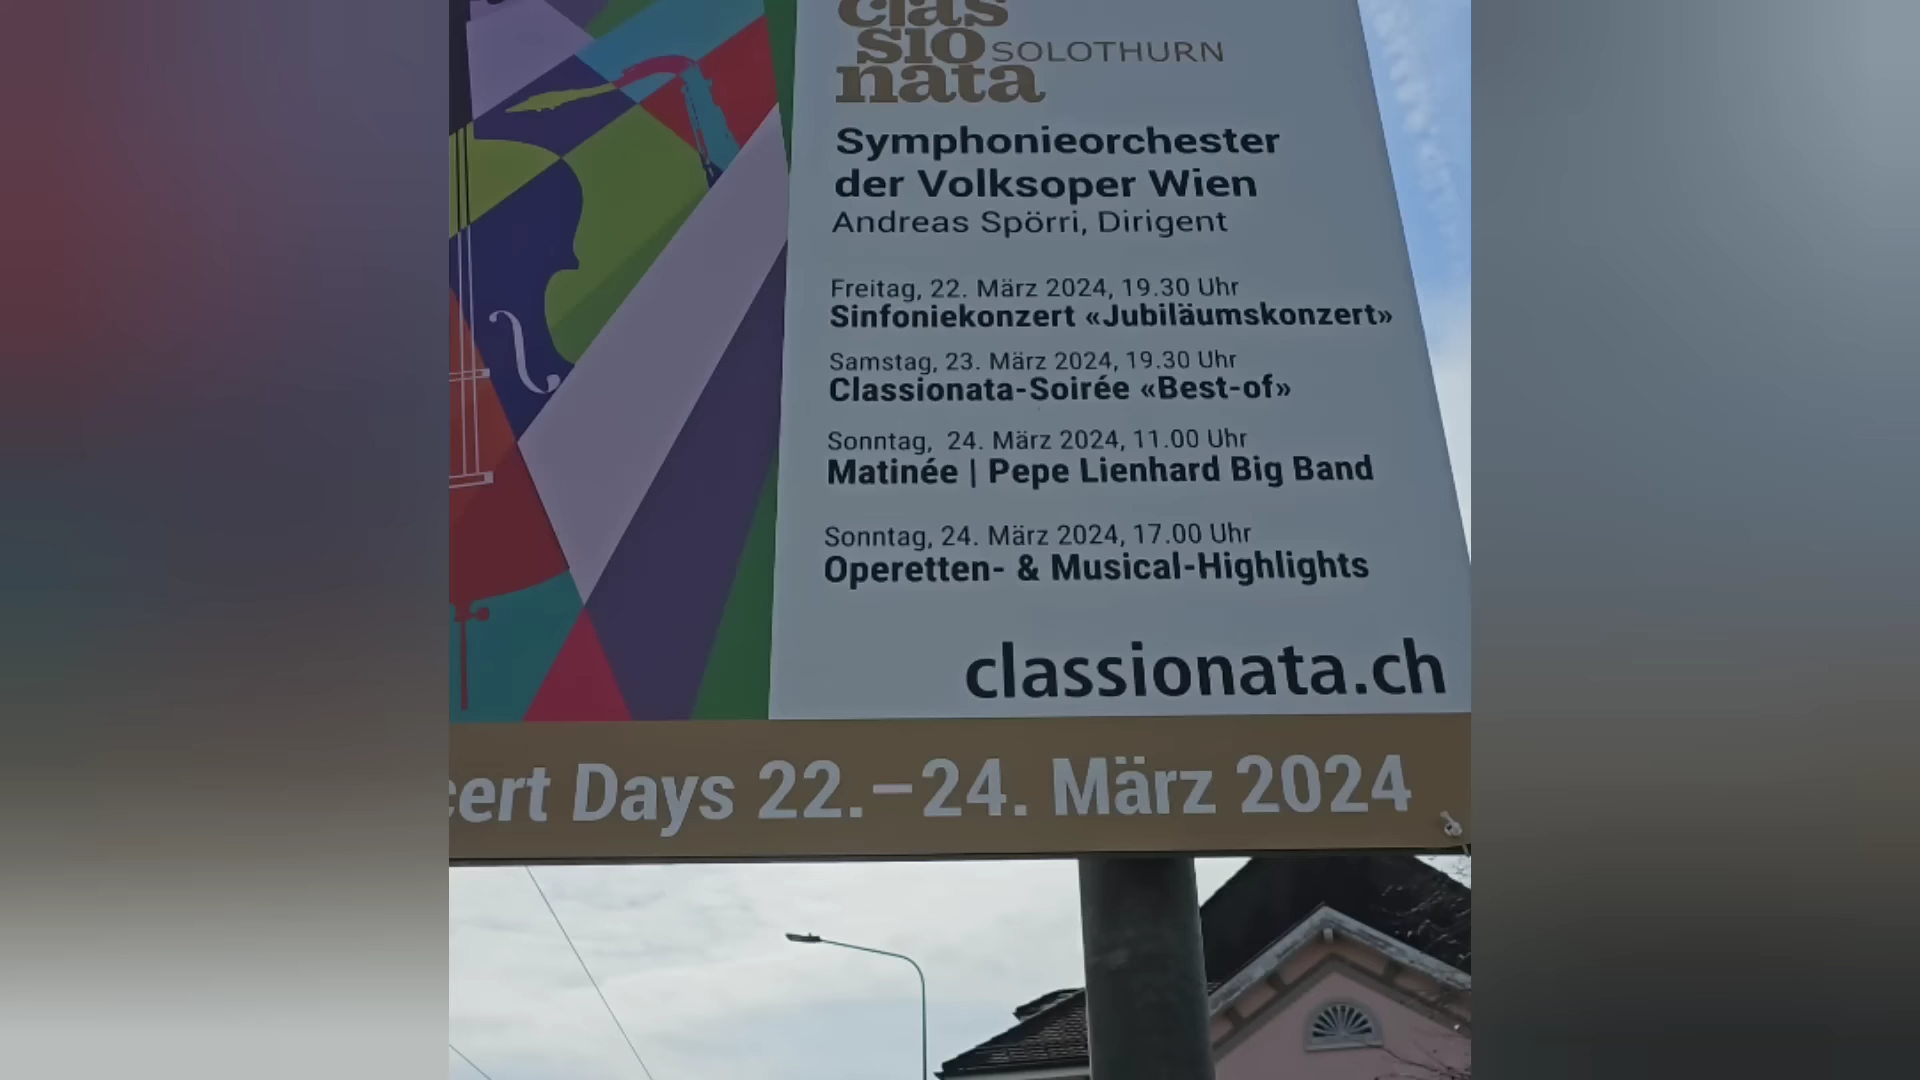 clas
sio
nata
SOLOTHURN
Symphonieorchester
der Volksoper Wien
Andreas Spörri, Dirigent
Freitag, 22. März 2024, 19.30 Uhr
Sinfoniekonzert «Jubiläumskonzert»
Samstag, 23. März 2024, 19.30 Uhr
Classionata-Soirée «Best-of»
Sonntag, 24. März 2024, 11.00 Uhr
Matinée | Pepe Lienhard Big Band
Sonntag, 24. März 2024, 17.00 Uhr
Operetten- & Musical-Highlights
classionata.ch
cert Days 22.–24. März 2024